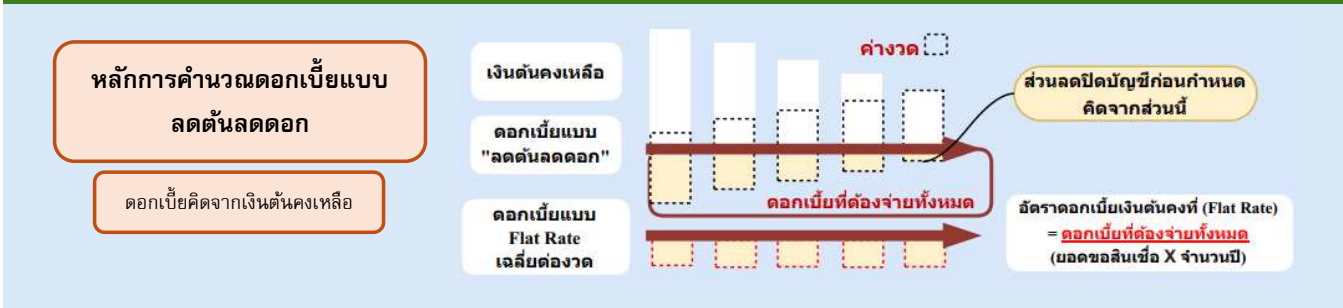 หลักการคำนวณดอกเบี้ยแบบ
ลดต้นลดดอก
ดอกเบี้ยคิดจากเงินต้นคงเหลือ
เงินต้นคงเหลือ
ดอกเบี้ยแบบ
"ลดต้นลดดอก"
ดอกเบี้ยแบบ
Flat Rate
เฉลี่ยต่องวด
ค่างวด
ส่วนลดปิดบัญชีก่อนกำหนด
คิดจากส่วนนี้
ดอกเบี้ยที่ต้องจ่ายทั้งหมด
อัตราดอกเบี้ยเงินต้นคงที่ (Flat Rate)
= ดอกเบี้ยที่ต้องจ่ายทั้งหมด
(ยอดขอสินเชื่อ X จำนวนปี)